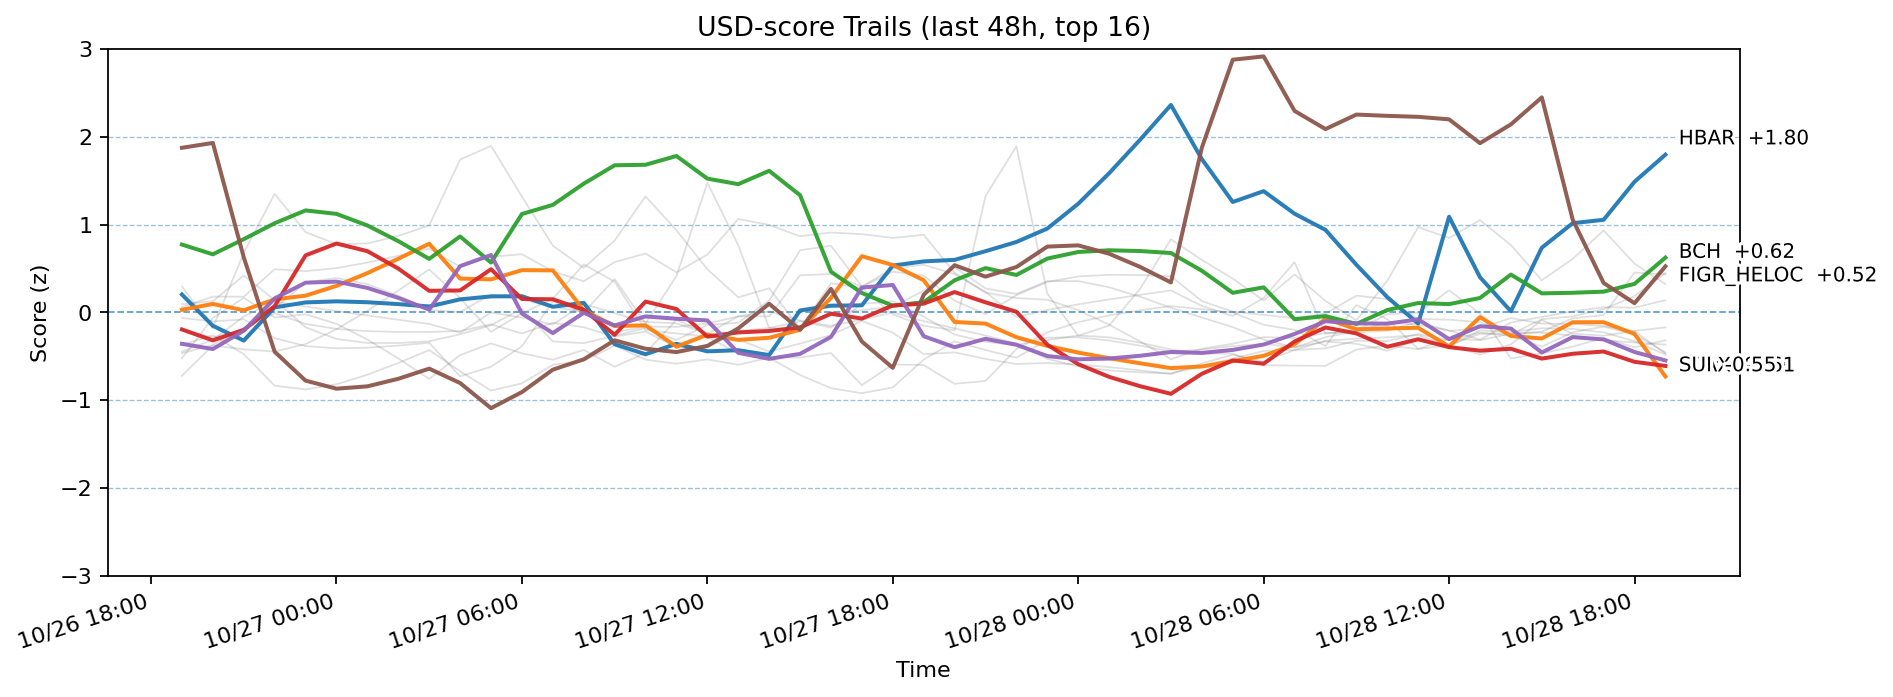 USD-score Trails (last 48h, top 16)
Score (z)
3
2
1
0
−1
−2
−3
HBAR +1.80
BCH +0.62
FIGR_HELOC +0.52
SUI
10/26 18:00
10/27 00:00
10/27 06:00
10/27 12:00
10/27 18:00
10/28 00:00
10/28 06:00
10/28 12:00
10/28 18:00
Time